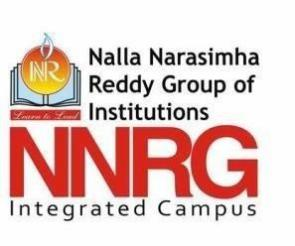 Nalla Narasimha
NR
Reddy Group of
Institutions
Learn to Lead
NNRG
Integrated Campus